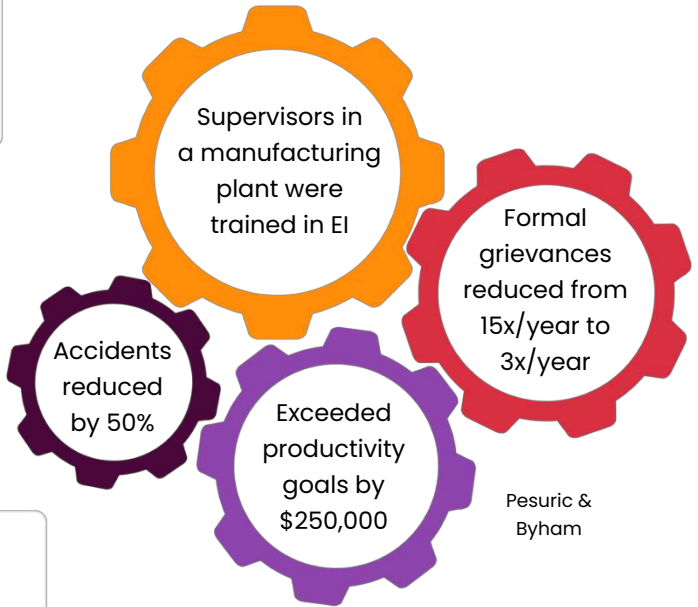 Supervisors in
a manufacturing
plant were
trained in EI
Formal
grievances
reduced from
15x/year to
3x/year
Accidents
reduced
by 50%
Exceeded
productivity
goals by
$250,000
Pesuric &
Byham